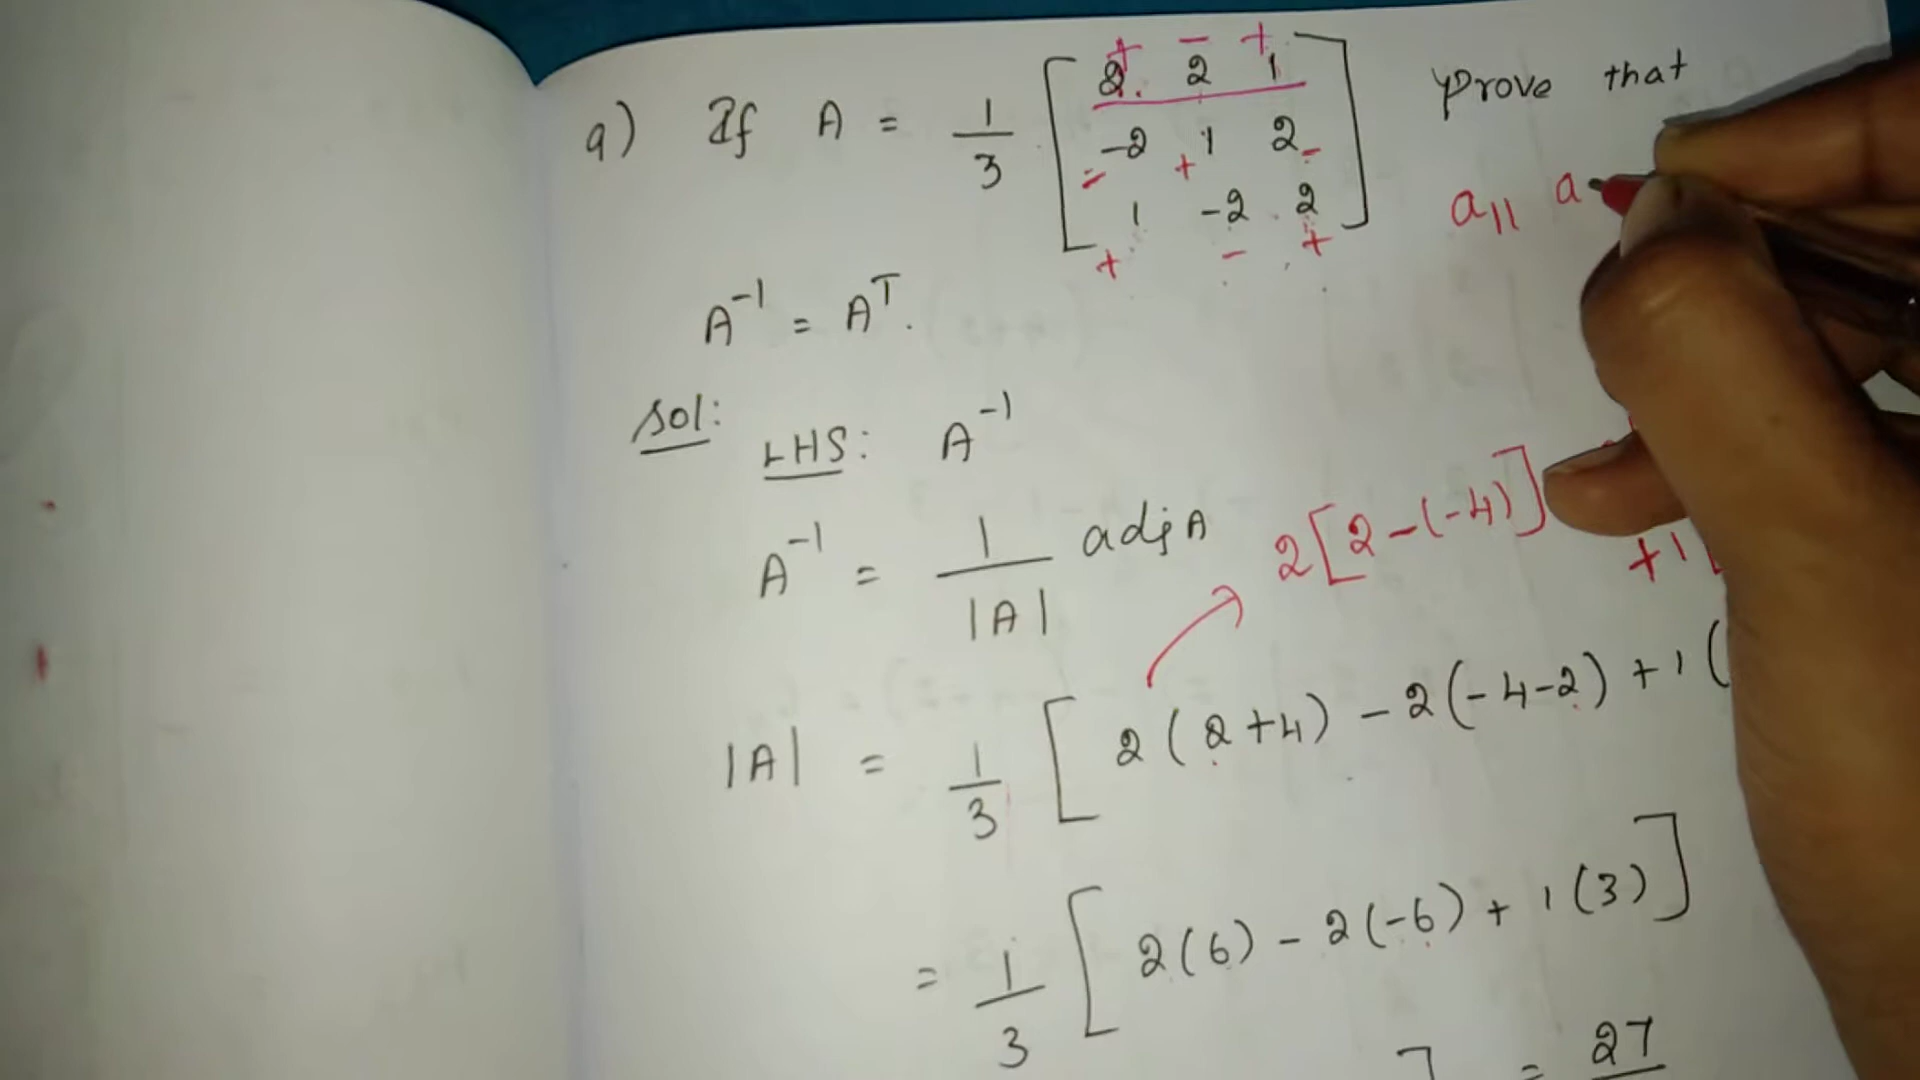 a) If A = 1/3 [ 2 2 1
-2 1 2
1 -2 2 ] prove that
+ - +
- + -
+ - +
a11 a
A^-1 = A^T.
Sol:
LHS: A^-1
A^-1 = 1/|A| adj A
2[2-(-4)]
+1[
|A| = 1/3 [ 2(2+4) - 2(-4-2) + 1(
= 1/3 [ 2(6) - 2(-6) + 1(3) ]
] = 27